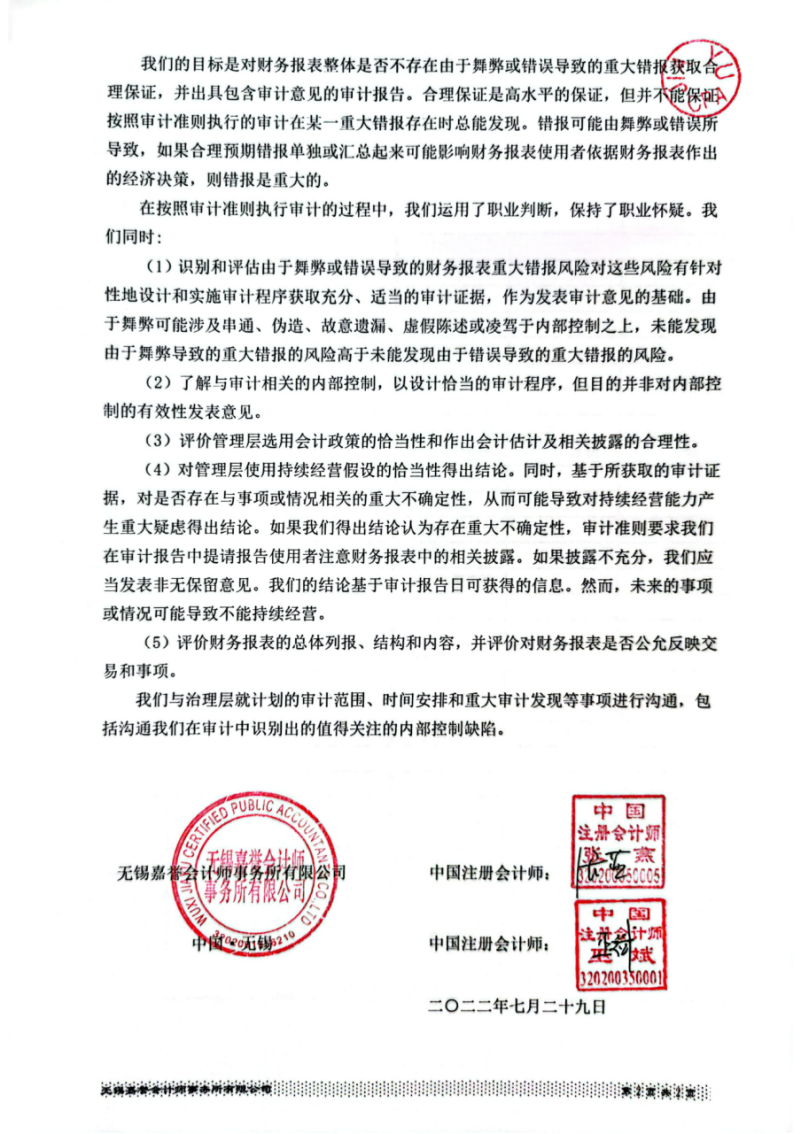 我们的目标是对财务报表整体是否不存在由于舞弊或错误导致的重大错报获取合
理保证，并出具包含审计意见的审计报告。合理保证是高水平的保证，但并不能保证
按照审计准则执行的审计在某一重大错报存在时总能发现。错报可能由舞弊或错误所
导致，如果合理预期错报单独或汇总起来可能影响财务报表使用者依据财务报表作出
的经济决策，则错报是重大的。
在按照审计准则执行审计的过程中，我们运用了职业判断，保持了职业怀疑。我
们同时：
（1）识别和评估由于舞弊或错误导致的财务报表重大错报风险对这些风险有针对
性地设计和实施审计程序获取充分、适当的审计证据，作为发表审计意见的基础。由
于舞弊可能涉及串通、伪造、故意遗漏、虚假陈述或凌驾于内部控制之上，未能发现
由于舞弊导致的重大错报的风险高于未能发现由于错误导致的重大错报的风险。
（2）了解与审计相关的内部控制，以设计恰当的审计程序，但目的并非对内部控
制的有效性发表意见。
（3）评价管理层选用会计政策的恰当性和作出会计估计及相关披露的合理性。
（4）对管理层使用持续经营假设的恰当性得出结论。同时，基于所获取的审计证
据，对是否存在与事项或情况相关的重大不确定性，从而可能导致对持续经营能力产
生重大疑虑得出结论。如果我们得出结论认为存在重大不确定性，审计准则要求我们
在审计报告中提请报告使用者注意财务报表中的相关披露。如果披露不充分，我们应
当发表非无保留意见。我们的结论基于审计报告日可获得的信息。然而，未来的事项
或情况可能导致不能持续经营。
（5）评价财务报表的总体列报、结构和内容，并评价对财务报表是否公允反映交
易和事项。
我们与治理层就计划的审计范围、时间安排和重大审计发现等事项进行沟通，包
括沟通我们在审计中识别出的值得关注的内部控制缺陷。
WUXI JIAYU CERTIFIED PUBLIC ACCOUNTANT CO.,LTD
无锡嘉誉会计师
事务所有限公司
无锡嘉誉会计师事务所有限公司
中国·无锡
中国注册会计师：
中国
注册会计师
中国注册会计师：
中国
注册会计师
320200350001
二〇二二年七月二十九日
无锡嘉誉会计师事务所有限公司
第2页共2页